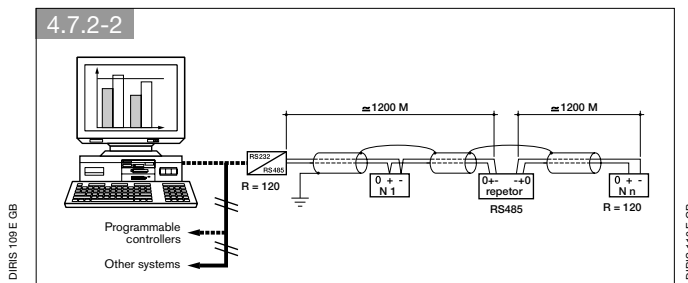 4.7.2-2
≃1200 M
≃1200 M
RS232
RS485
R = 120
0 + -
N 1
0+- -+0
repetor
RS485
0 + -
N n
R = 120
Programmable
controllers
Other systems
DIRIS 109 E GB